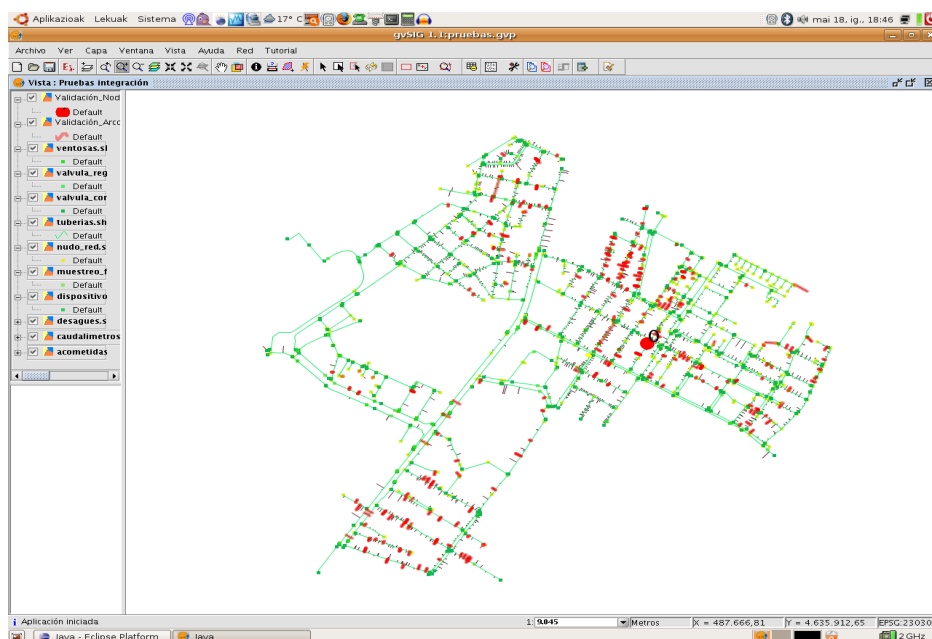 Aplikazioak Lekuak Sistema 17° C mai 18, ig., 18:46
gvSIG 1.1:pruebas.gvp
Archivo Ver Capa Ventana Vista Ayuda Red Tutorial
Vista : Pruebas integración
Validación_Nod
Default
Validación_Arco
Default
ventosas.sl
Default
valvula_reg
Default
valvula_cor
Default
tuberias.sh
Default
nudo_red.s
Default
muestreo_f
Default
dispositivo
Default
desagues.s
caudalimetros
acometidas
0
Aplicación iniciada 1: 9.045 Metros X = 487.666,81 Y = 4.635.912,65 EPSG:23030
Java - Eclipse Platform Java 2 GHz